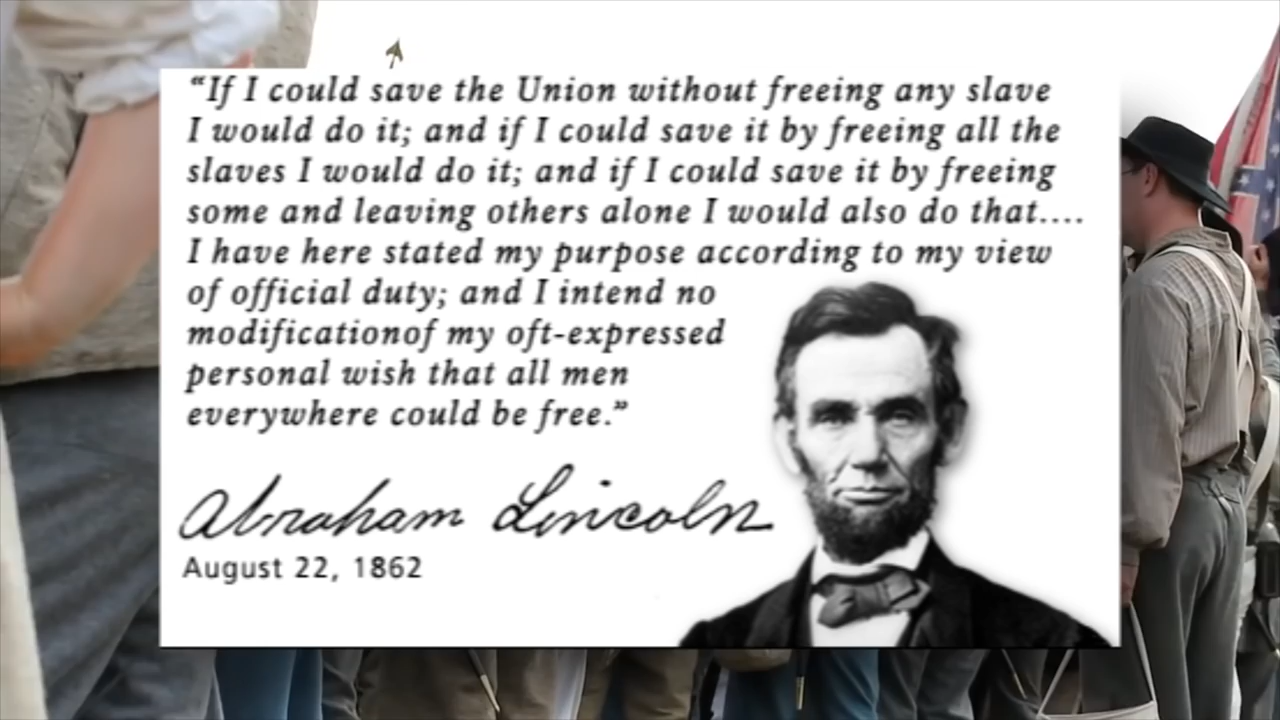 “If I could save the Union without freeing any slave
I would do it; and if I could save it by freeing all the
slaves I would do it; and if I could save it by freeing
some and leaving others alone I would also do that....
I have here stated my purpose according to my view
of official duty; and I intend no
modificationof my oft-expressed
personal wish that all men
everywhere could be free.”
Abraham Lincoln
August 22, 1862